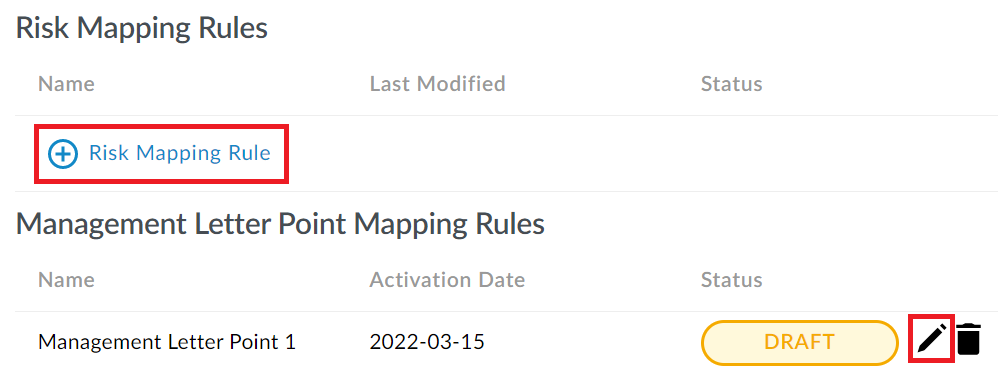 Risk Mapping Rules
Name Last Modified Status
Risk Mapping Rule
Management Letter Point Mapping Rules
Name Activation Date Status
Management Letter Point 1 2022-03-15 DRAFT